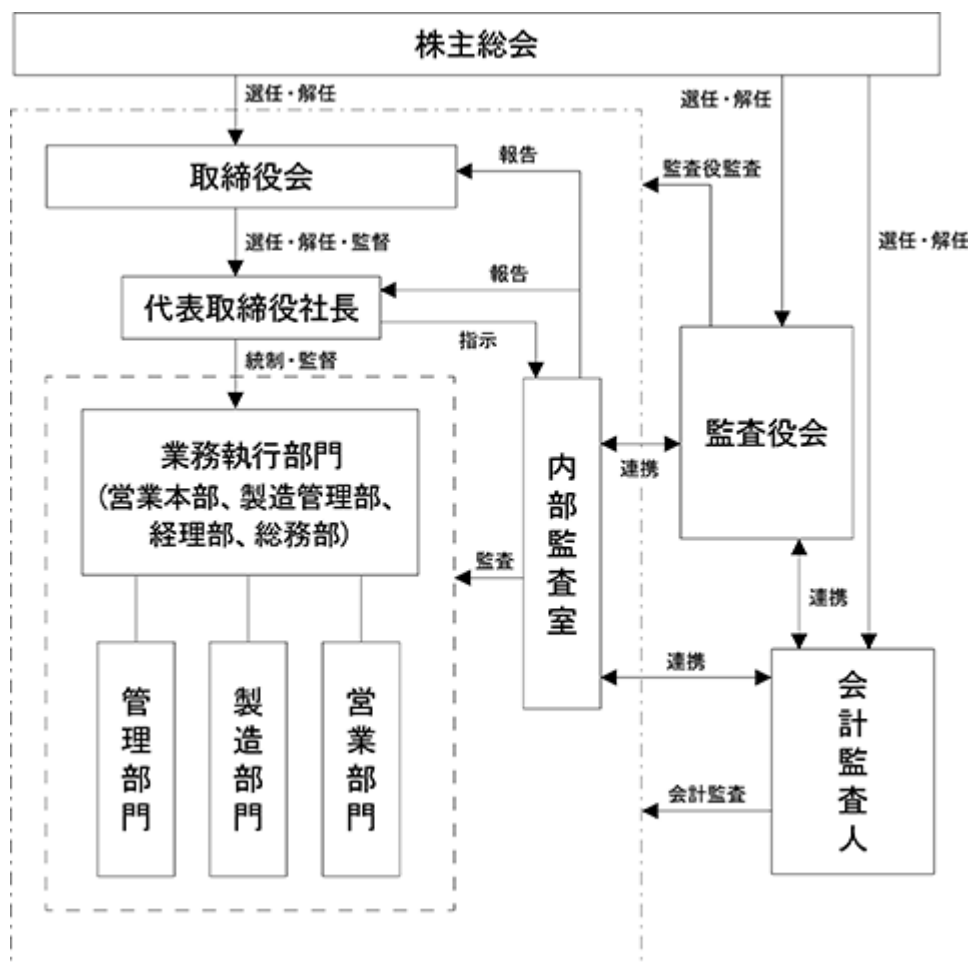 株主総会
選任・解任
選任・解任
選任・解任
取締役会
報告
監査役監査
選任・解任・監督
代表取締役社長
報告
指示
統制・監督
業務執行部門
(営業本部、製造管理部、
経理部、総務部)
内部監査室
監査役会
連携
監査
連携
連携
管理部門
製造部門
営業部門
会計監査人
会計監査